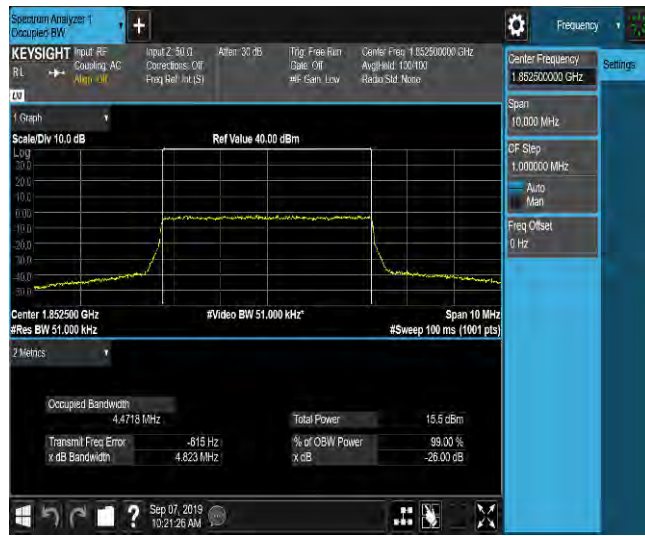 Spectrum Analyzer 1
Occupied BW
Frequency
KEYSIGHT
Input: RF
Input Z: 50 Ω
Atten: 30 dB
Trig: Free Run
Center Freq: 1.852500000 GHz
RL
Coupling: AC
Corrections: Off
Gate: Off
Avg|Hold: 100/100
Align: Off
Freq Ref: Int (S)
#IF Gain: Low
Radio Std: None
Center Frequency
1.852500000 GHz
Settings
Span
10.000 MHz
CF Step
1.000000 MHz
Auto
Man
Freq Offset
0 Hz
1 Graph
Scale/Div 10.0 dB
Ref Value 40.00 dBm
Log
30.0
20.0
10.0
0.00
-10.0
-20.0
-30.0
-40.0
-50.0
Center 1.852500 GHz
#Video BW 51.000 kHz*
Span 10 MHz
#Res BW 51.000 kHz
#Sweep 100 ms (1001 pts)
2 Metrics
Occupied Bandwidth
4.4718 MHz
Total Power
15.5 dBm
Transmit Freq Error
-615 Hz
% of OBW Power
99.00 %
x dB Bandwidth
4.823 MHz
x dB
-26.00 dB
Sep 07, 2019
10:21:26 AM